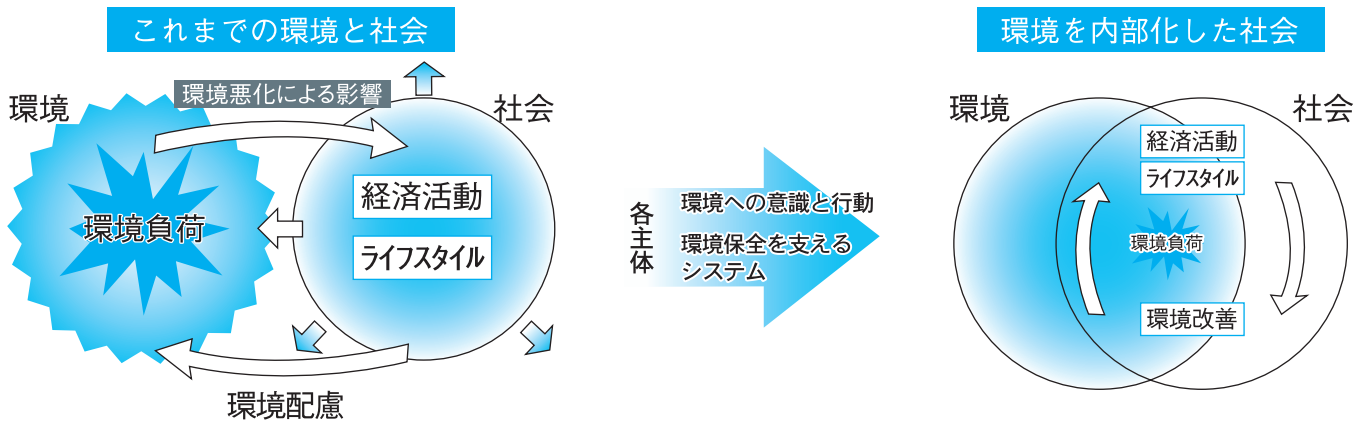 これまでの環境と社会
環境
環境悪化による影響
社会
経済活動
ライフスタイル
環境負荷
環境配慮
各主体
環境への意識と行動
環境保全を支える
システム
環境を内部化した社会
環境
社会
経済活動
ライフスタイル
環境負荷
環境改善